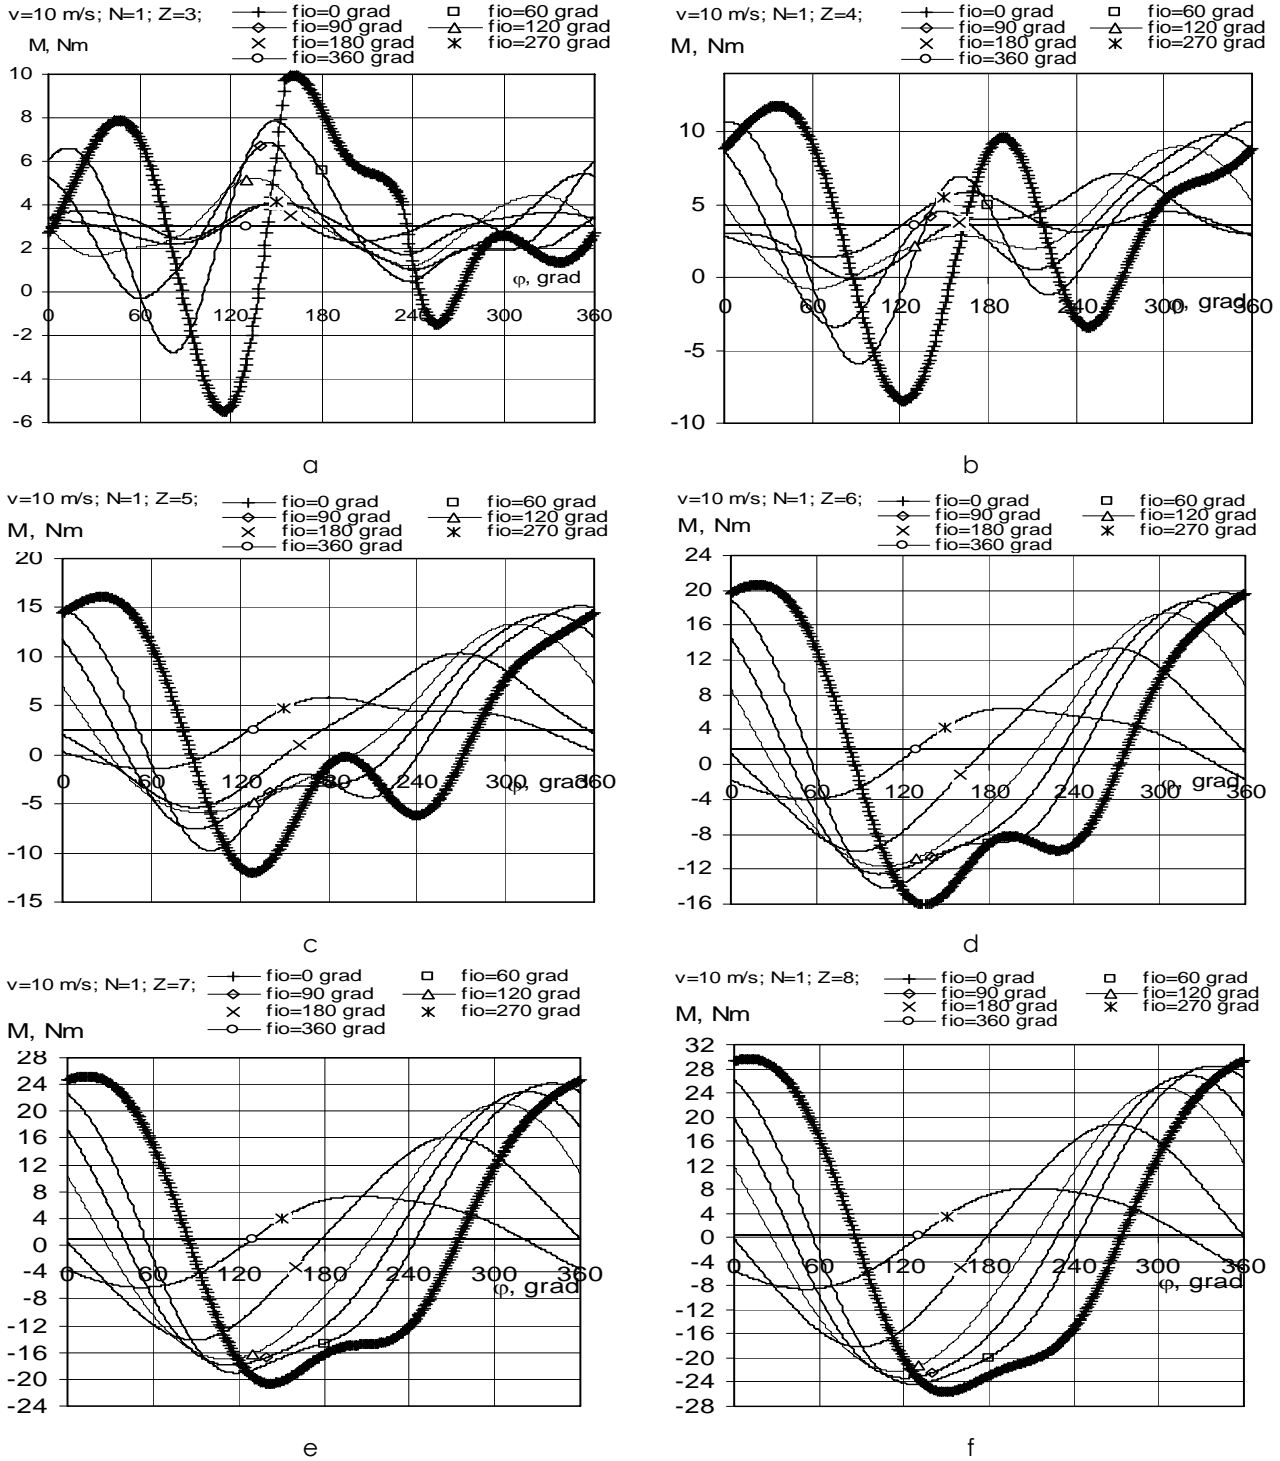 v=10 m/s; N=1; Z=3;
M, Nm
fio=0 grad
fio=60 grad
fio=90 grad
fio=120 grad
fio=180 grad
fio=270 grad
fio=360 grad
10
8
6
4
2
0
-2
-4
-6
0 60 120 180 240 300 360
φ, grad
a
v=10 m/s; N=1; Z=4;
M, Nm
fio=0 grad
fio=60 grad
fio=90 grad
fio=120 grad
fio=180 grad
fio=270 grad
fio=360 grad
10
5
0
-5
-10
0 60 120 180 240 300 360
φ, grad
b
v=10 m/s; N=1; Z=5;
M, Nm
fio=0 grad
fio=60 grad
fio=90 grad
fio=120 grad
fio=180 grad
fio=270 grad
fio=360 grad
20
15
10
5
0
-5
-10
-15
0 60 120 180 240 300 360
φ, grad
c
v=10 m/s; N=1; Z=6;
M, Nm
fio=0 grad
fio=60 grad
fio=90 grad
fio=120 grad
fio=180 grad
fio=270 grad
fio=360 grad
24
20
16
12
8
4
0
-4
-8
-12
-16
0 60 120 180 240 300 360
φ, grad
d
v=10 m/s; N=1; Z=7;
M, Nm
fio=0 grad
fio=60 grad
fio=90 grad
fio=120 grad
fio=180 grad
fio=270 grad
fio=360 grad
28
24
20
16
12
8
4
0
-4
-8
-12
-16
-20
-24
0 60 120 180 240 300 360
φ, grad
e
v=10 m/s; N=1; Z=8;
M, Nm
fio=0 grad
fio=60 grad
fio=90 grad
fio=120 grad
fio=180 grad
fio=270 grad
fio=360 grad
32
28
24
20
16
12
8
4
0
-4
-8
-12
-16
-20
-24
-28
0 60 120 180 240 300 360
φ, grad
f